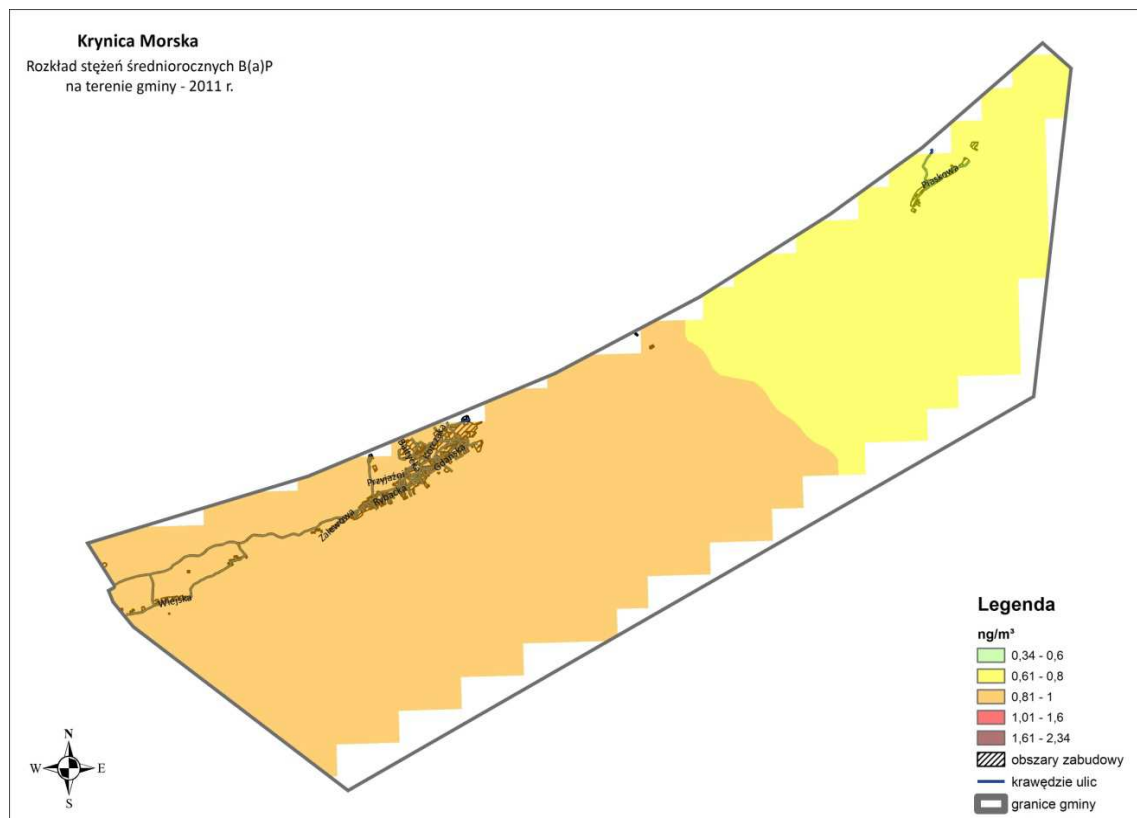 Krynica Morska
Rozkład stężeń średniorocznych B(a)P
na terenie gminy - 2011 r.
Piaskowa
Gdańska
Przyjaźni
Rybacka
Zalewowa
Wiejska
N
W
E
S
Legenda
ng/m³
0,34 - 0,6
0,61 - 0,8
0,81 - 1
1,01 - 1,6
1,61 - 2,34
obszary zabudowy
krawędzie ulic
granice gminy